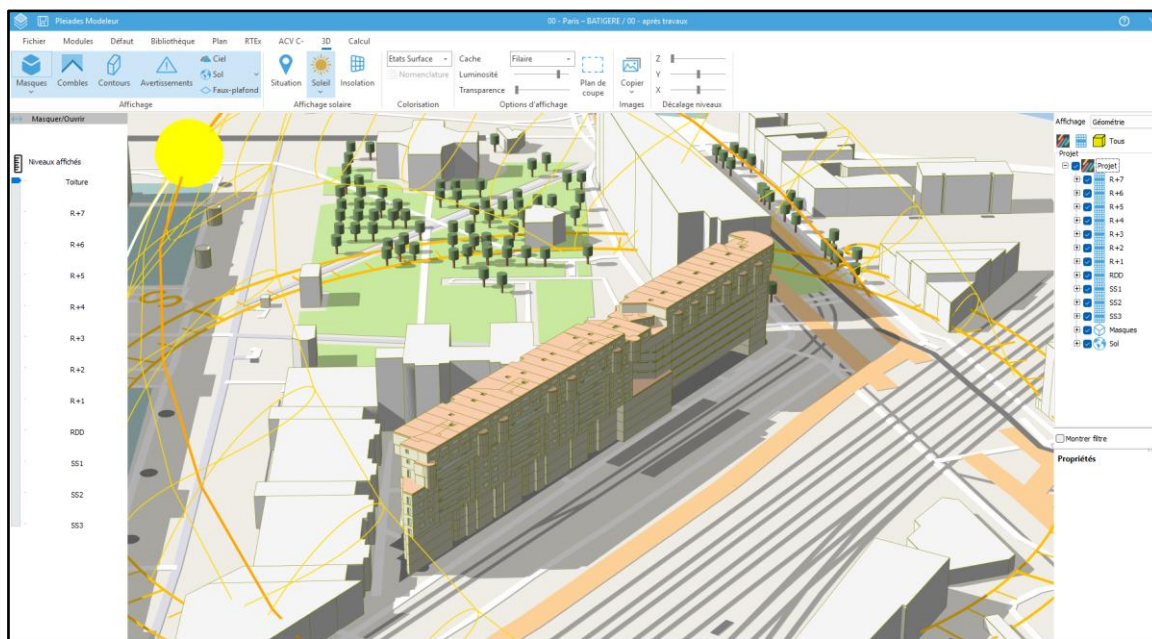 Pleiades Modeleur
00 - Paris – BATIGERE / 00 - après travaux
Fichier Modules Défaut Bibliothèque Plan RTEx ACV C- 3D Calcul
Masques
Combles
Contours
Avertissements
Ciel
Sol
Faux-plafond
Affichage
Situation
Soleil
Insolation
Affichage solaire
Etats Surface
Nomenclature
Colorisation
Cache Filaire
Luminosité
Transparence
Plan de
coupe
Options d'affichage
Copier
Images
Z
Y
X
Décalage niveaux
Masquer/Ouvrir
Niveaux affichés
Toiture
R+7
R+6
R+5
R+4
R+3
R+2
R+1
RDD
SS1
SS2
SS3
Affichage Géométrie
Tous
Projet
Projet
R+7
R+6
R+5
R+4
R+3
R+2
R+1
RDD
SS1
SS2
SS3
Masques
Sol
Montrer filtre
Propriétés